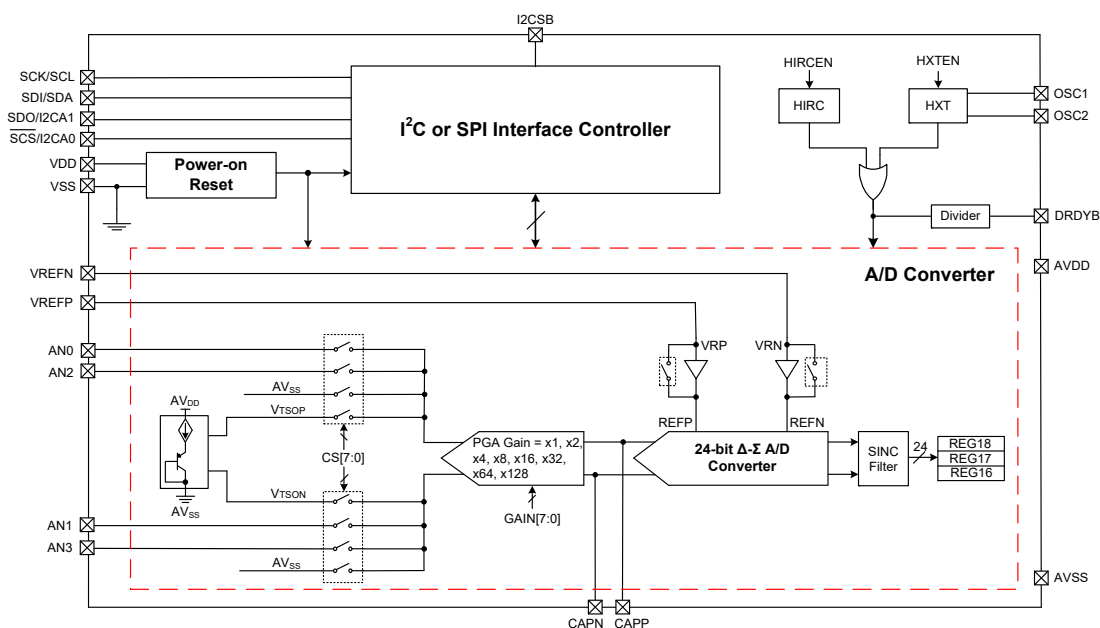 I2CSB
SCK/SCL
SDI/SDA
SDO/I2CA1
SCS/I2CA0
VDD
VSS
Power-on
Reset
I²C or SPI Interface Controller
HIRCEN
HXTEN
HIRC
HXT
OSC1
OSC2
Divider
DRDYB
AVDD
A/D Converter
VREFN
VREFP
AN0
AN2
AVSS
VTSOP
AVDD
AVSS
CS[7:0]
VTSON
AN1
AN3
AVSS
PGA Gain = x1, x2,
x4, x8, x16, x32,
x64, x128
GAIN[7:0]
VRP
VRN
REFP
REFN
24-bit Δ-Σ A/D
Converter
SINC
Filter
24
REG18
REG17
REG16
AVSS
CAPN
CAPP